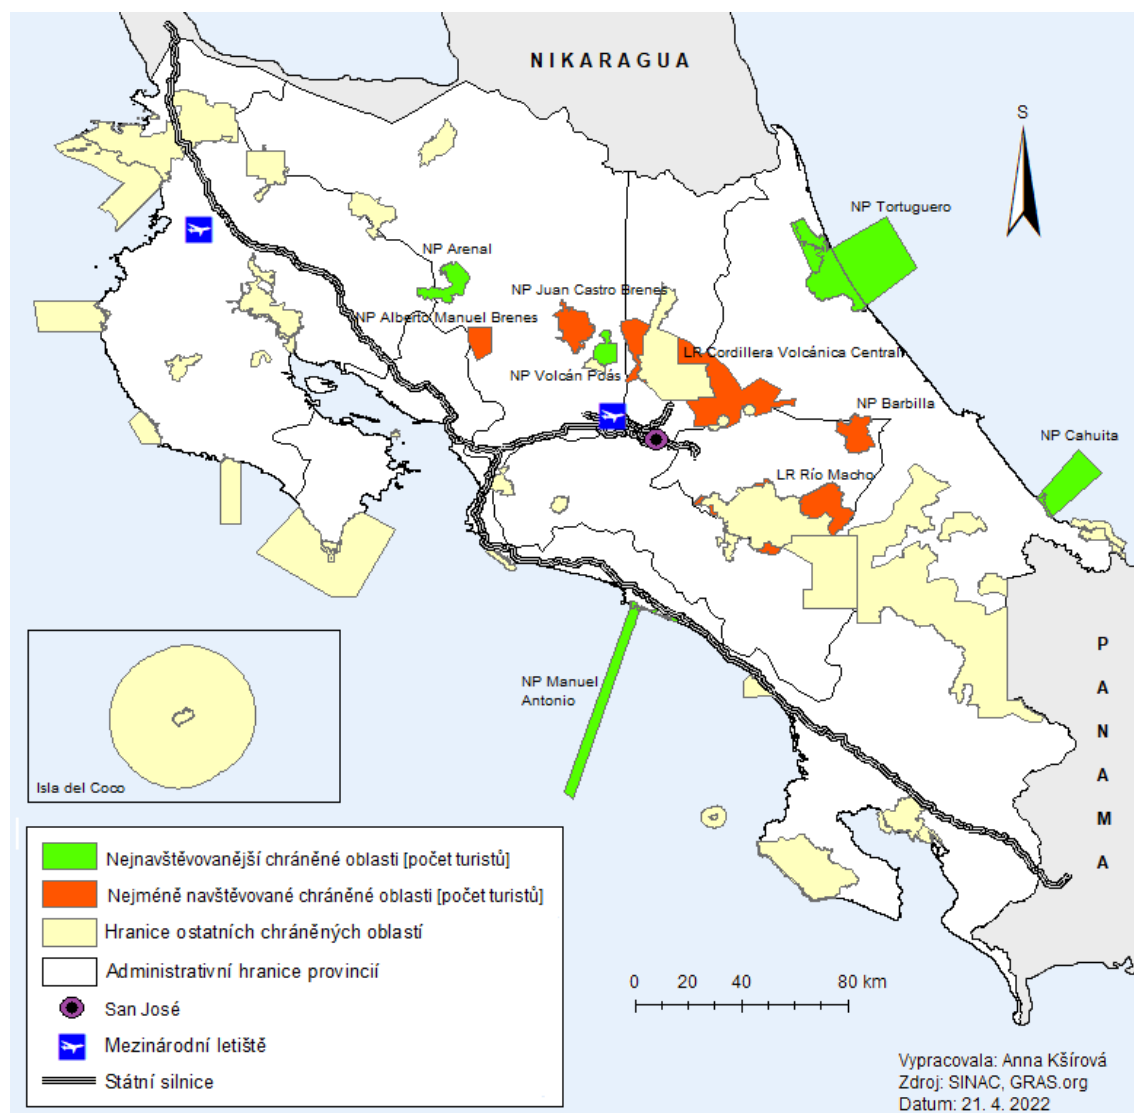 NIKARAGUA
S
NP Tortuguero
NP Arenal
NP Juan Castro Brenes
NP Alberto Manuel Brenes
LR Cordillera Volcánica Central
NP Volcán Poás
NP Barbilla
NP Cahuita
LR Río Macho
NP Manuel
Antonio
PANAMA
Isla del Coco
Nejnavštěvovanější chráněné oblasti [počet turistů]
Nejméně navštěvované chráněné oblasti [počet turistů]
Hranice ostatních chráněných oblastí
Administrativní hranice provincií
San José
Mezinárodní letiště
Státní silnice
0 20 40 80 km
Vypracovala: Anna Kšírová
Zdroj: SINAC, GRAS.org
Datum: 21. 4. 2022